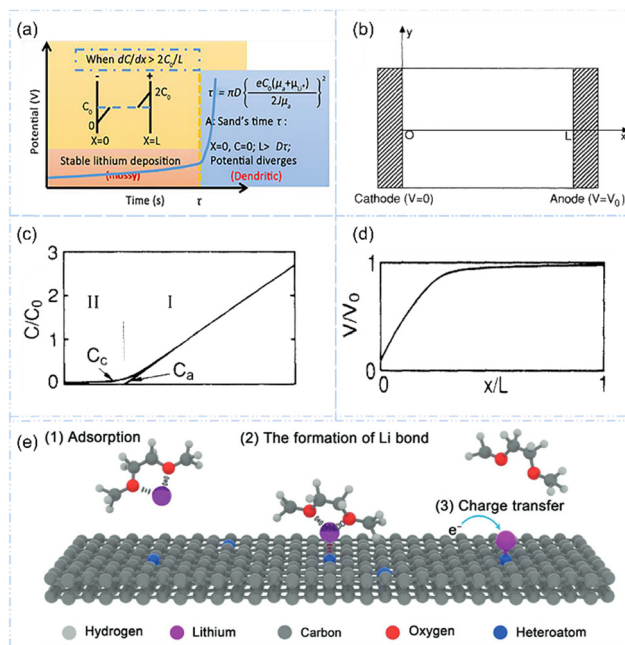 (a)
When dC/dx > 2C₀/L
-
+
2C₀
C₀
0
X=0
X=L
τ = πD { eC₀(μₐ+μLi⁺) / 2Jμₐ }²
A: Sand's time τ :
X=0, C=0; L> Dτ;
Potential diverges
(Dendritic)
Stable lithium deposition
(mossy)
Potential (V)
Time (s)
τ
(b)
y
O
L
x
Cathode (V=0)
Anode (V=V₀)
(c)
C/C₀
3
2
1
0
II
I
C_c
C_a
(d)
V/V₀
1
0
0
x/L
1
(e)
(1) Adsorption
(2) The formation of Li bond
(3) Charge transfer
e⁻
Hydrogen
Lithium
Carbon
Oxygen
Heteroatom